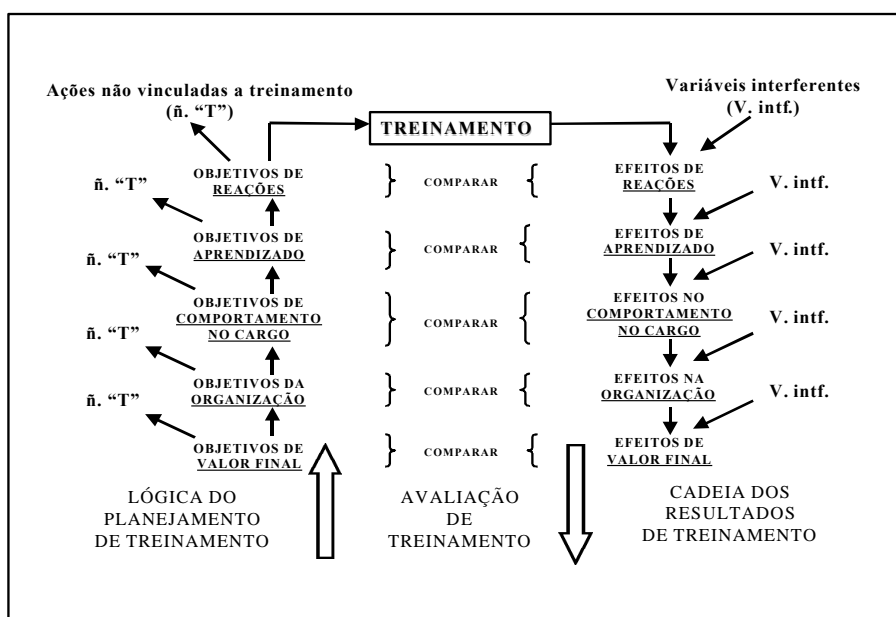 Ações não vinculadas a treinamento
(ñ. “T”)
Variáveis interferentes
(V. intf.)
TREINAMENTO
OBJETIVOS DE
REAÇÕES
COMPARAR
EFEITOS DE
REAÇÕES
ñ. “T”
V. intf.
OBJETIVOS DE
APRENDIZADO
COMPARAR
EFEITOS DE
APRENDIZADO
ñ. “T”
V. intf.
OBJETIVOS DE
COMPORTAMENTO
NO CARGO
COMPARAR
EFEITOS NO
COMPORTAMENTO
NO CARGO
ñ. “T”
V. intf.
OBJETIVOS DA
ORGANIZAÇÃO
COMPARAR
EFEITOS NA
ORGANIZAÇÃO
ñ. “T”
V. intf.
OBJETIVOS DE
VALOR FINAL
COMPARAR
EFEITOS DE
VALOR FINAL
LÓGICA DO
PLANEJAMENTO
DE TREINAMENTO
AVALIAÇÃO
DE
TREINAMENTO
CADEIA DOS
RESULTADOS
DE TREINAMENTO